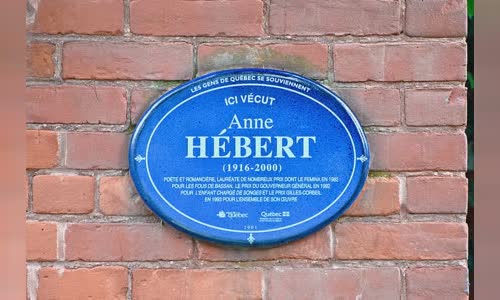 LES GENS DE QUÉBEC SE SOUVIENNENT
ICI VÉCUT
Anne
HÉBERT
(1916-2000)
POÈTE ET ROMANCIÈRE, LAURÉATE DE NOMBREUX PRIX DONT LE FEMINA EN 1982
POUR LES FOUS DE BASSAN, LE PRIX DU GOUVERNEUR GÉNÉRAL EN 1992
POUR L'ENFANT CHARGÉ DE SONGES ET LE PRIX GILLES-CORBEIL
EN 1993 POUR L'ENSEMBLE DE SON ŒUVRE
QUÉBEC Québec